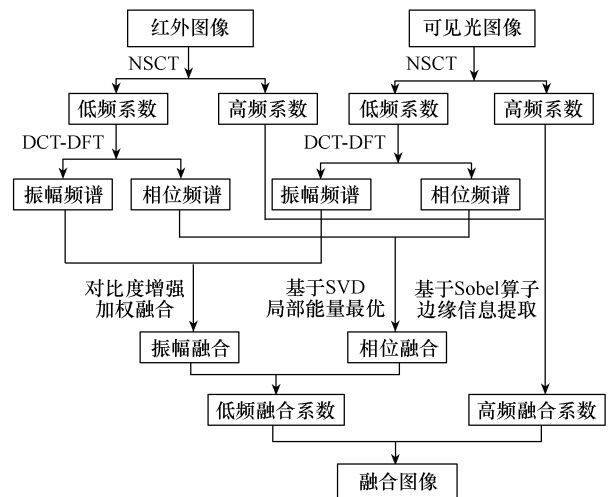 红外图像
可见光图像
NSCT
NSCT
低频系数
高频系数
低频系数
高频系数
DCT-DFT
DCT-DFT
振幅频谱
相位频谱
振幅频谱
相位频谱
对比度增强
加权融合
基于SVD
局部能量最优
基于Sobel算子
边缘信息提取
振幅融合
相位融合
低频融合系数
高频融合系数
融合图像